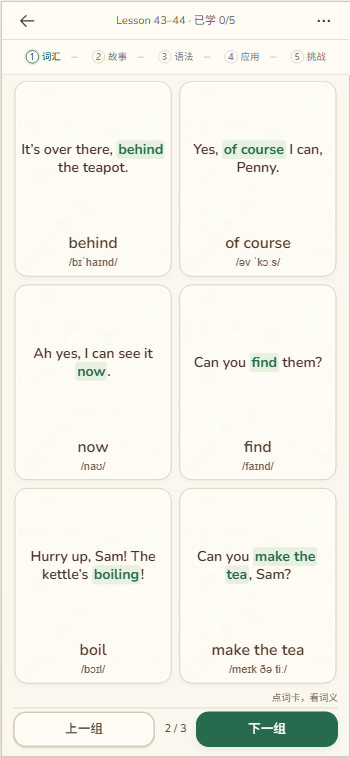 ← Lesson 43–44 · 已学 0/5 ···
1 词汇 — 2 故事 — 3 语法 — 4 应用 — 5 挑战
It's over there, behind
the teapot.
behind
/bɪˈhaɪnd/
Yes, of course I can,
Penny.
of course
/əv ˈkɔːs/
Ah yes, I can see it
now.
now
/naʊ/
Can you find them?
find
/faɪnd/
Hurry up, Sam! The
kettle's boiling!
boil
/bɔɪl/
Can you make the
tea, Sam?
make the tea
/meɪk ðə tiː/
点词卡，看词义
上一组 2 / 3 下一组